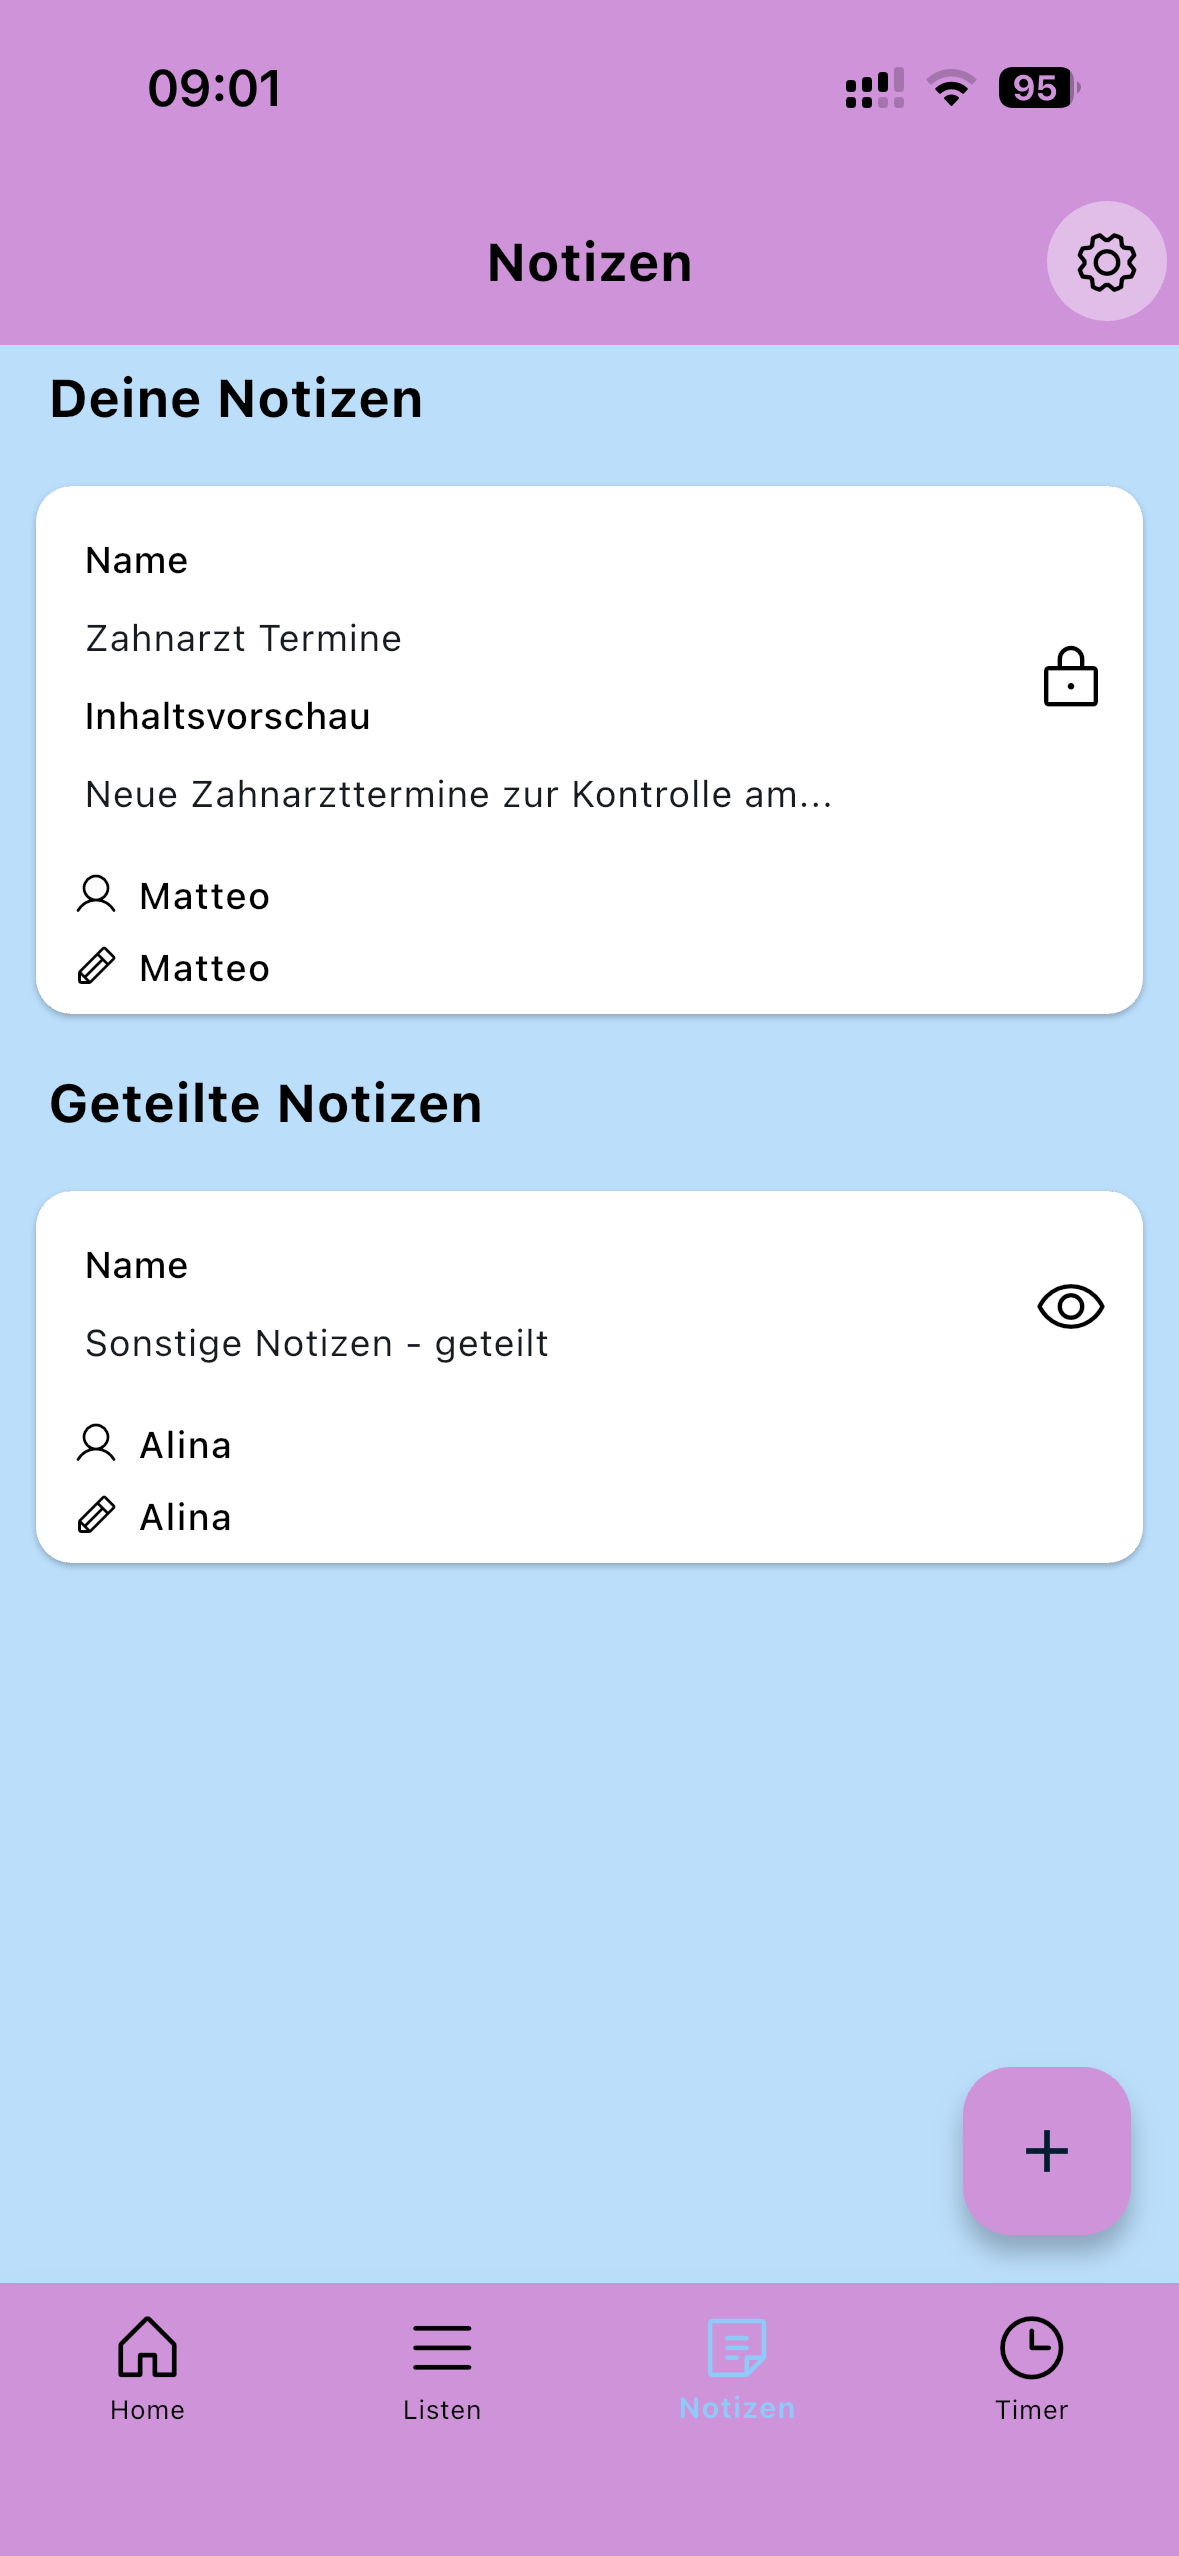 09:01
95
Notizen
Deine Notizen
Name
Zahnarzt Termine
Inhaltsvorschau
Neue Zahnarzttermine zur Kontrolle am...
Matteo
Matteo
Geteilte Notizen
Name
Sonstige Notizen - geteilt
Alina
Alina
Home
Listen
Notizen
Timer